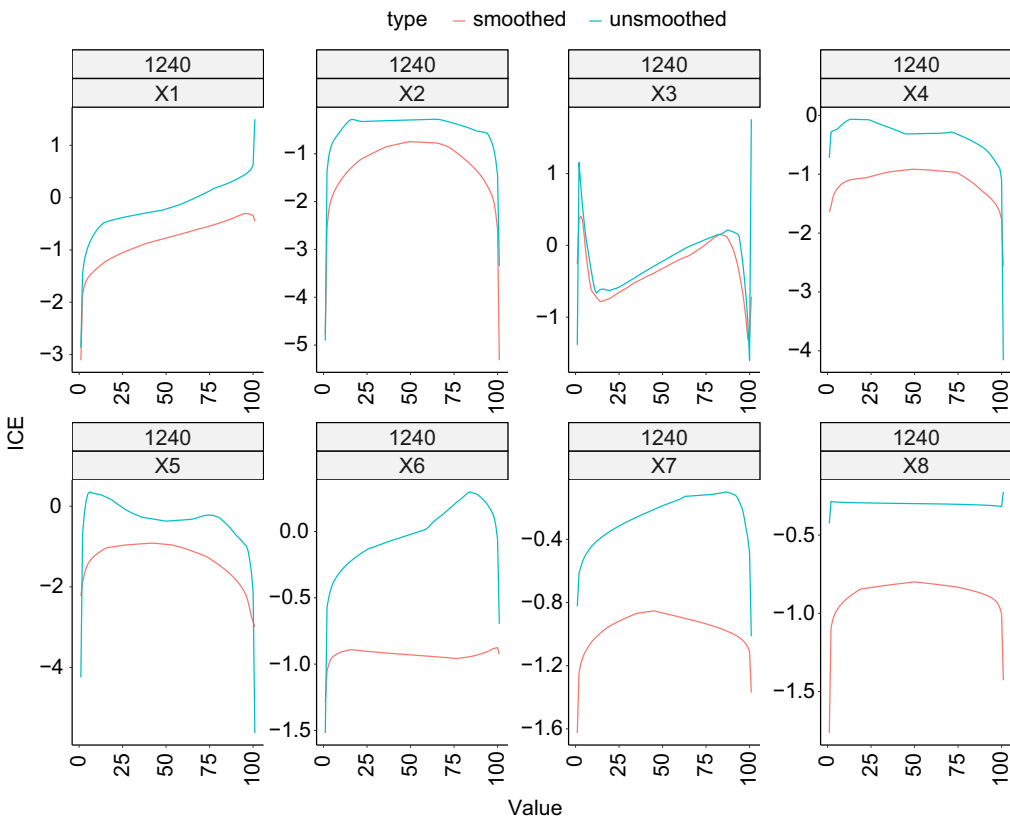 type smoothed unsmoothed
1240 1240 1240 1240
X1 X2 X3 X4
1 0 −1 −2 −3
−1 −2 −3 −4 −5
1 0 −1
0 −1 −2 −3 −4
0 25 50 75 100 0 25 50 75 100 0 25 50 75 100 0 25 50 75 100
ICE
1240 1240 1240 1240
X5 X6 X7 X8
0 −2 −4
0.0 −0.5 −1.0 −1.5
−0.4 −0.8 −1.2 −1.6
−0.5 −1.0 −1.5
0 25 50 75 100 0 25 50 75 100 0 25 50 75 100 0 25 50 75 100
Value